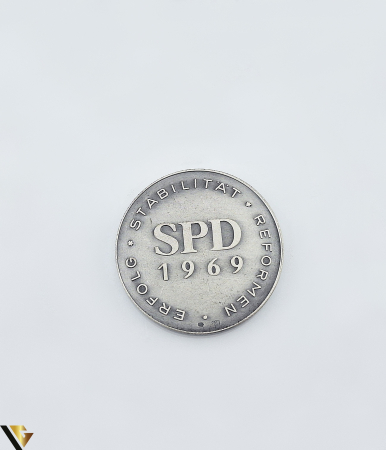 ERFOLG * STABILITÄT * REFORMEN *
SPD
1969